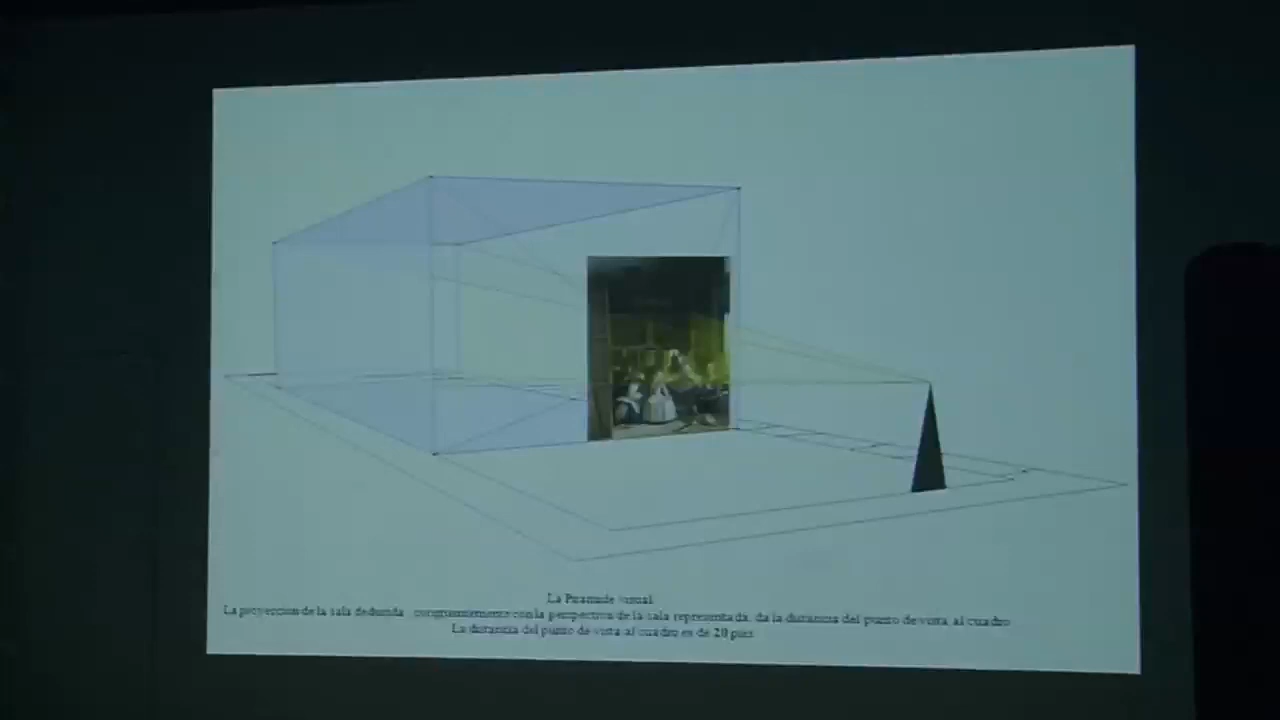 La Piramide visual
La proyeccion de la sala deducida, congruentemente con la perspectiva de la sala representada, da la distancia del punto de vista al cuadro
La distancia del punto de vista al cuadro es de 20 pies